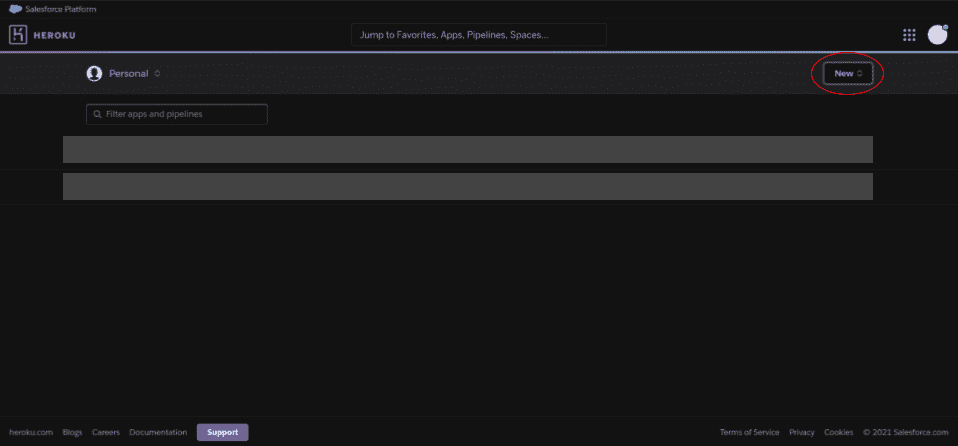 Salesforce Platform
HEROKU
Jump to Favorites, Apps, Pipelines, Spaces...
Personal
New
Filter apps and pipelines
heroku.com Blogs Careers Documentation Support Terms of Service Privacy Cookies © 2021 Salesforce.com